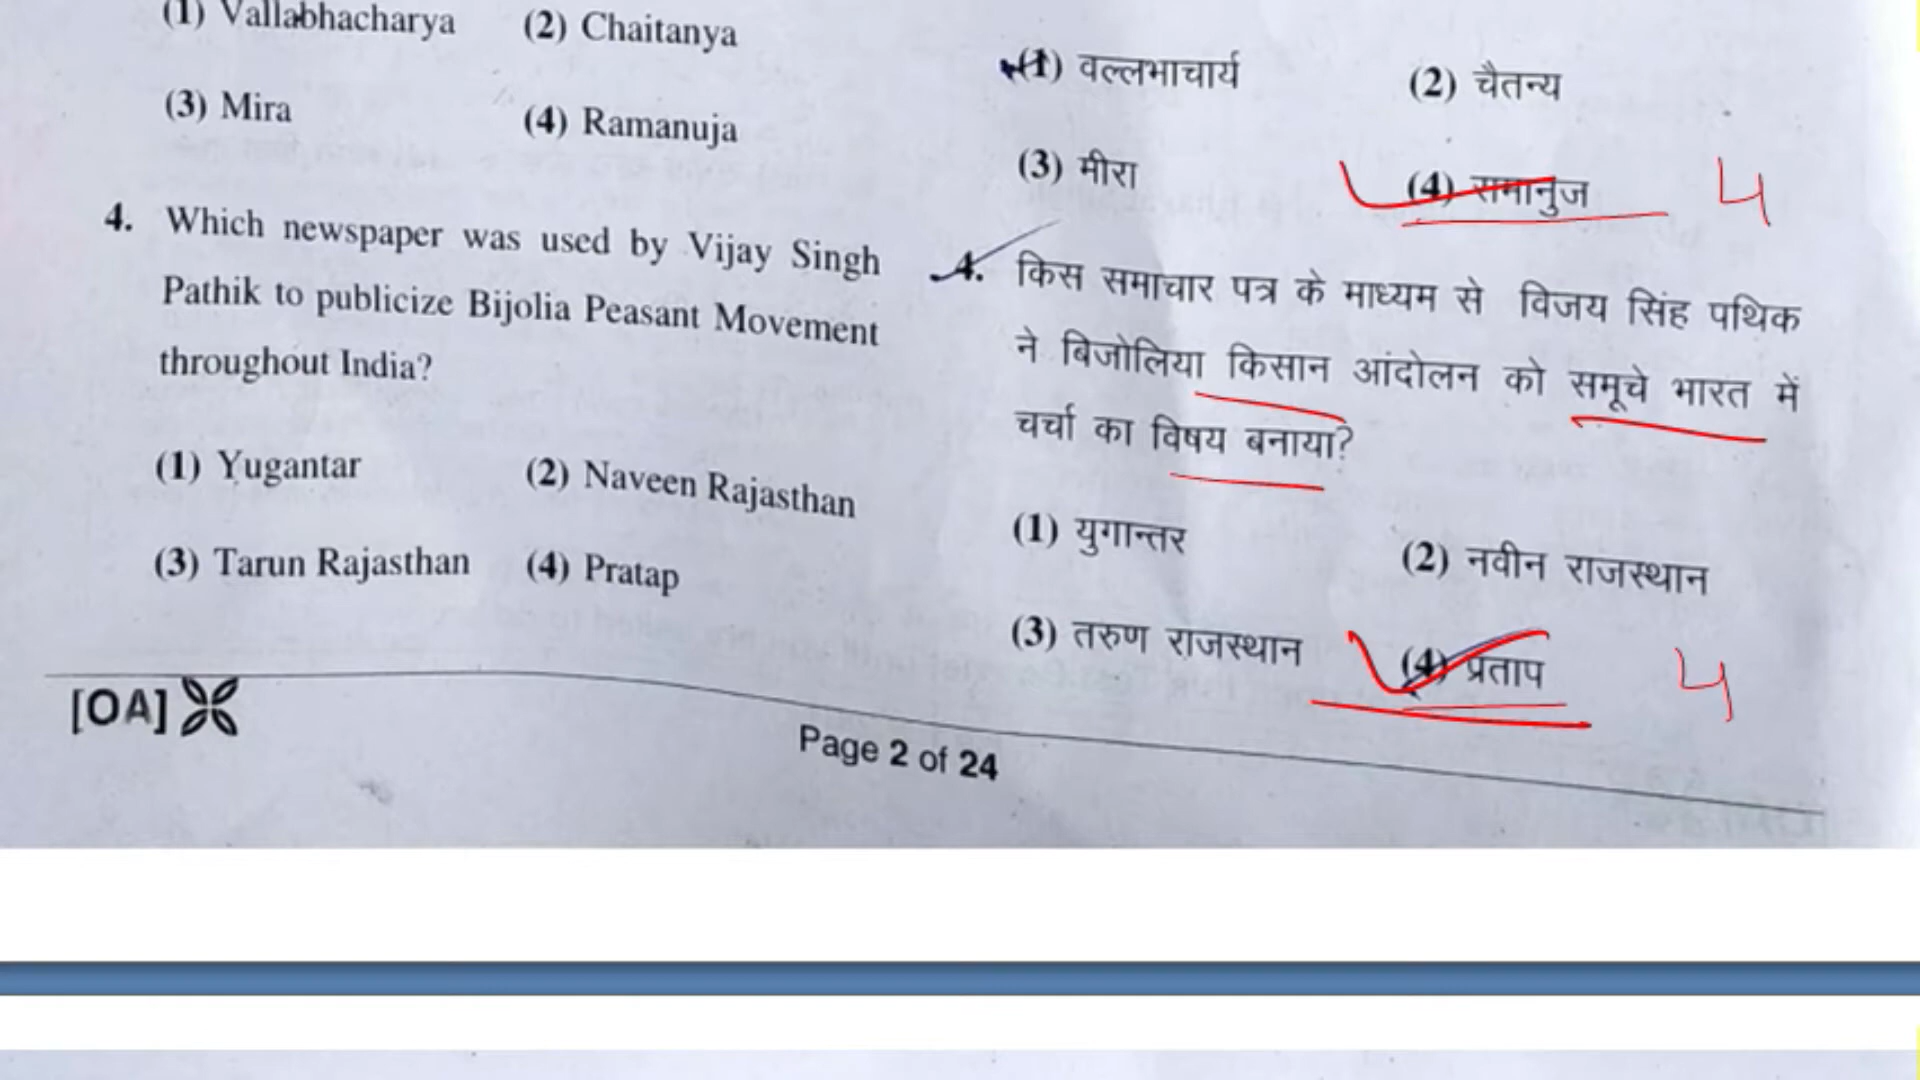 (1) Vallabhacharya (2) Chaitanya
(3) Mira (4) Ramanuja
4. Which newspaper was used by Vijay Singh
Pathik to publicize Bijolia Peasant Movement
throughout India?
(1) Yugantar (2) Naveen Rajasthan
(3) Tarun Rajasthan (4) Pratap
(1) वल्लभाचार्य (2) चैतन्य
(3) मीरा (4) रामानुज 4
4. किस समाचार पत्र के माध्यम से विजय सिंह पथिक
ने बिजोलिया किसान आंदोलन को समूचे भारत में
चर्चा का विषय बनाया?
(1) युगान्तर (2) नवीन राजस्थान
(3) तरुण राजस्थान (4) प्रताप 4
[OA]
Page 2 of 24